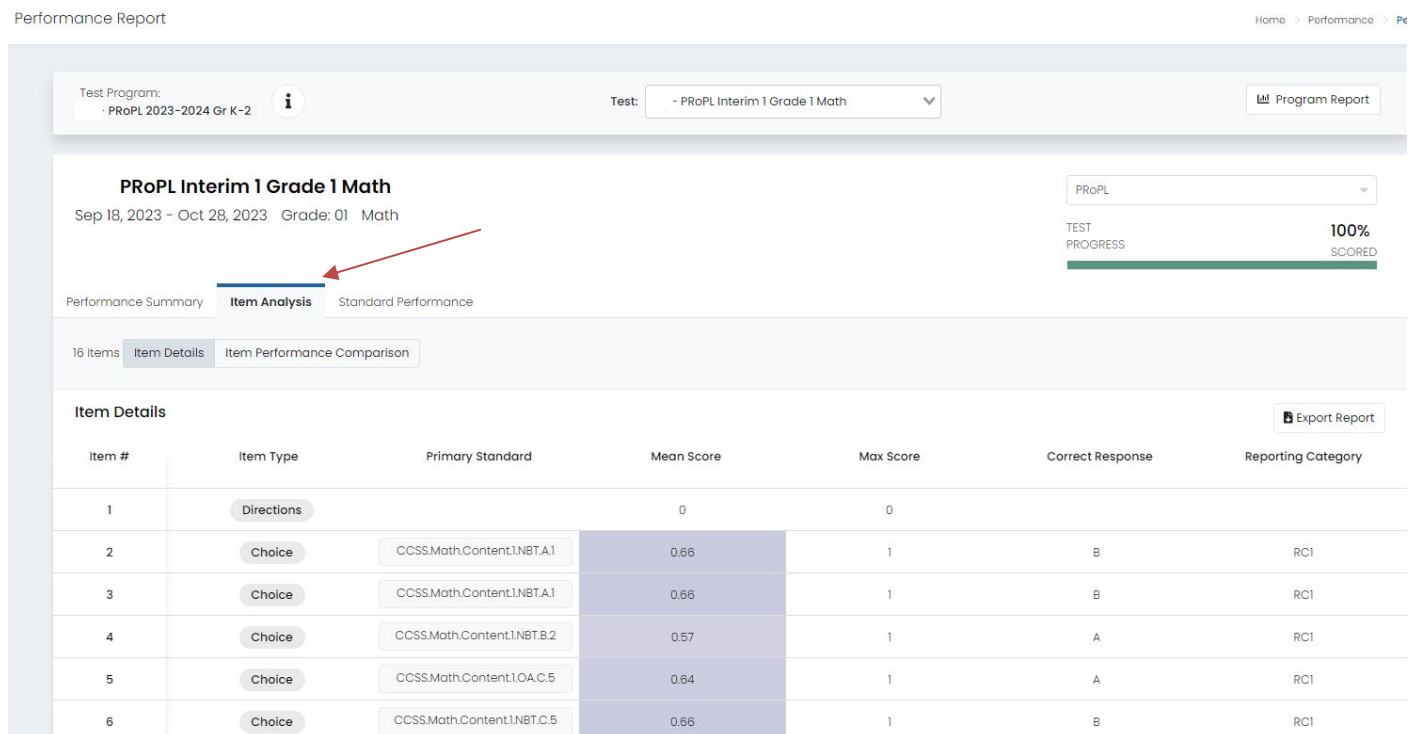 Performance Report
Home > Performance > Pe
Test Program:
- PRoPL 2023-2024 Gr K-2
i
Test: - PRoPL Interim 1 Grade 1 Math
Program Report
PRoPL Interim 1 Grade 1 Math
Sep 18, 2023 - Oct 28, 2023 Grade: 01 Math
PRoPL
TEST PROGRESS
100%
SCORED
Performance Summary Item Analysis Standard Performance
16 Items Item Details Item Performance Comparison
Item Details
Export Report
Item # Item Type Primary Standard Mean Score Max Score Correct Response Reporting Category
1 Directions 0 0
2 Choice CCSS.Math.Content.1.NBT.A.1 0.66 1 B RC1
3 Choice CCSS.Math.Content.1.NBT.A.1 0.66 1 B RC1
4 Choice CCSS.Math.Content.1.NBT.B.2 0.57 1 A RC1
5 Choice CCSS.Math.Content.1.OA.C.5 0.64 1 A RC1
6 Choice CCSS.Math.Content.1.NBT.C.5 0.66 1 B RC1